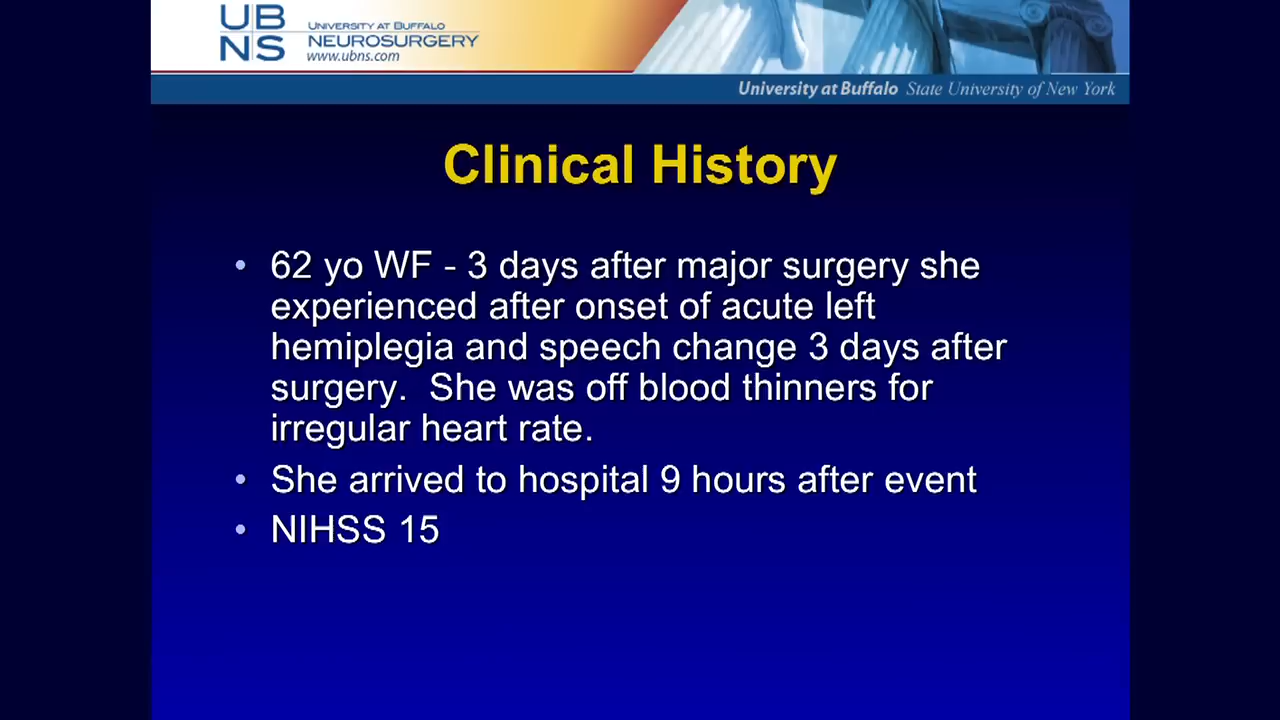 UB
NS
UNIVERSITY AT BUFFALO
NEUROSURGERY
www.ubns.com
University at Buffalo State University of New York
Clinical History
• 62 yo WF - 3 days after major surgery she
experienced after onset of acute left
hemiplegia and speech change 3 days after
surgery.  She was off blood thinners for
irregular heart rate.
• She arrived to hospital 9 hours after event
• NIHSS 15